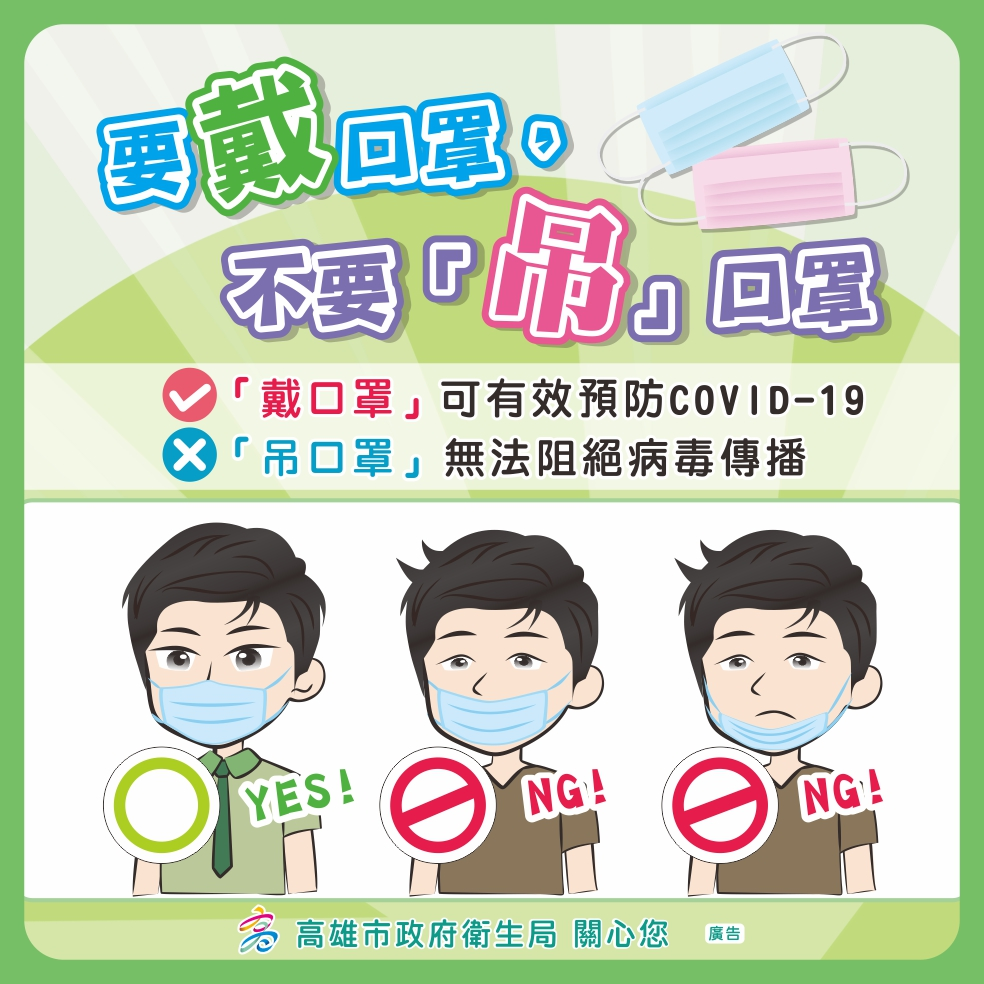 要戴口罩，
不要『吊』口罩
「戴口罩」可有效預防COVID-19
「吊口罩」無法阻絕病毒傳播
YES! NG! NG!
高雄市政府衛生局 關心您 廣告